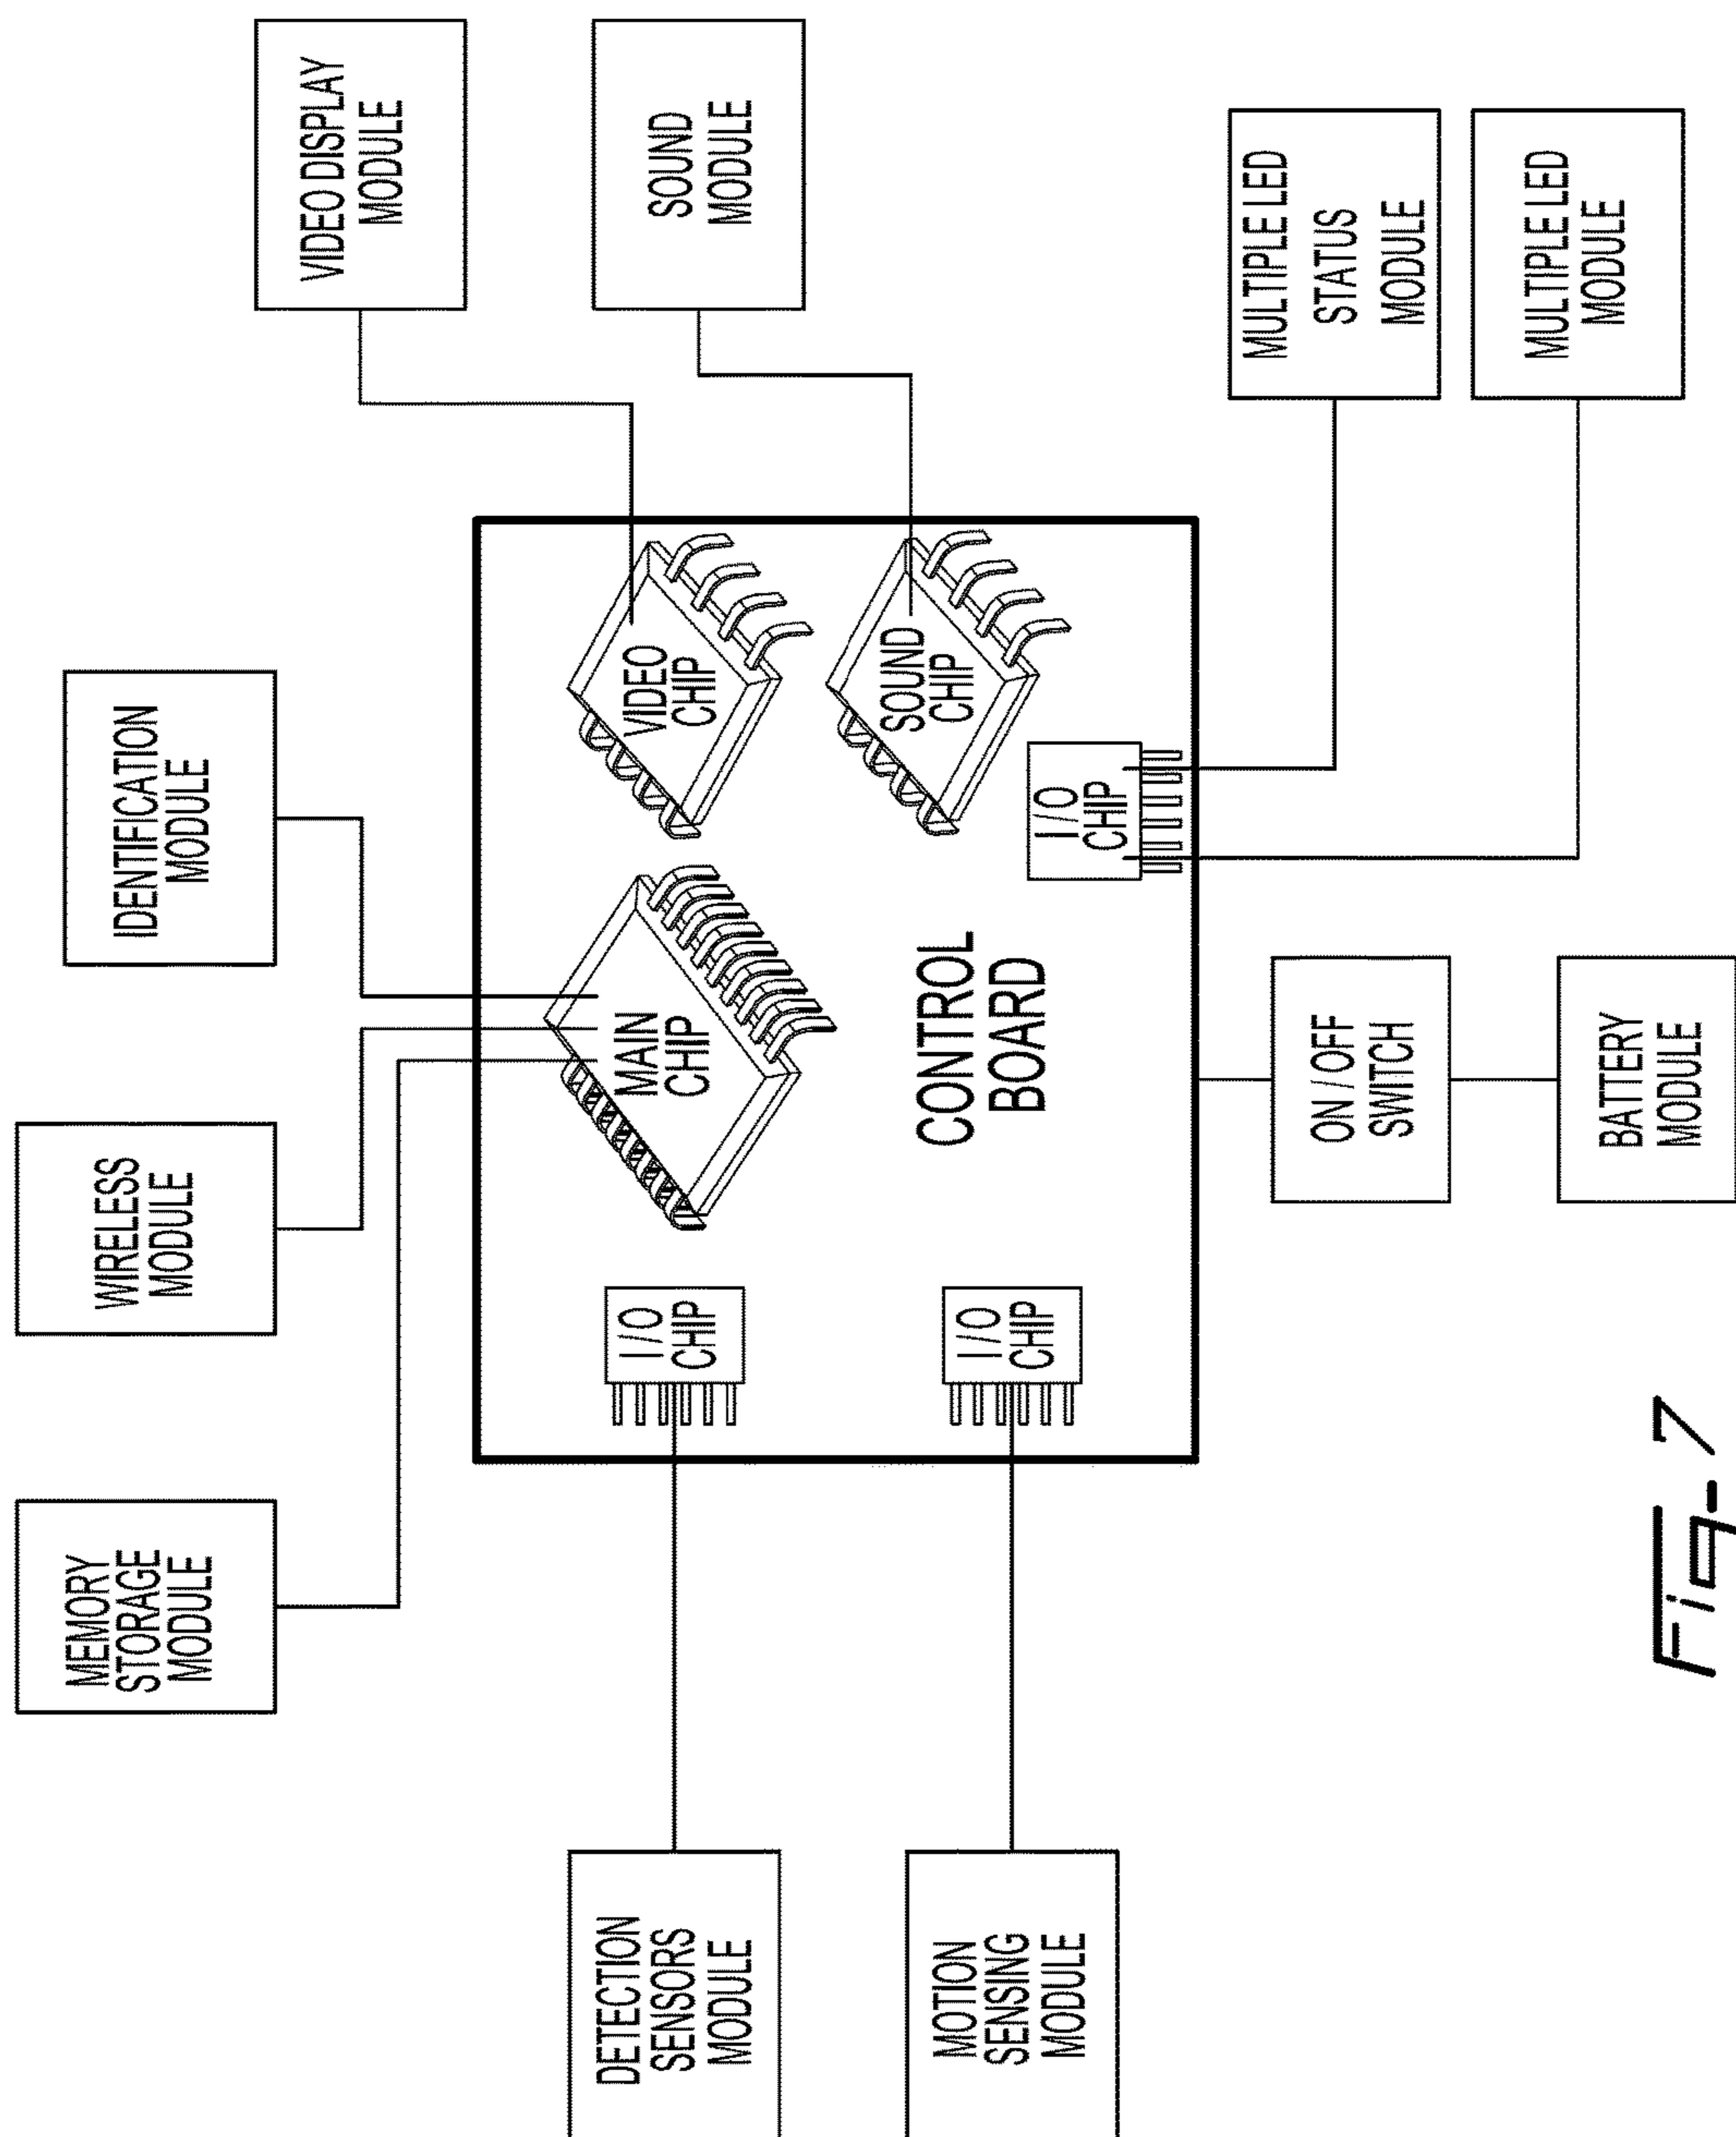 MEMORY
STORAGE
MODULE
WIRELESS
MODULE
IDENTIFICATION
MODULE
VIDEO DISPLAY
MODULE
SOUND
MODULE
DETECTION
SENSORS
MODULE
MOTION
SENSING
MODULE
I/O
CHIP
I/O
CHIP
MAIN
CHIP
VIDEO
CHIP
SOUND
CHIP
I/O
CHIP
CONTROL
BOARD
MULTIPLE LED
STATUS
MODULE
MULTIPLE LED
MODULE
ON / OFF
SWITCH
BATTERY
MODULE
Fig-7